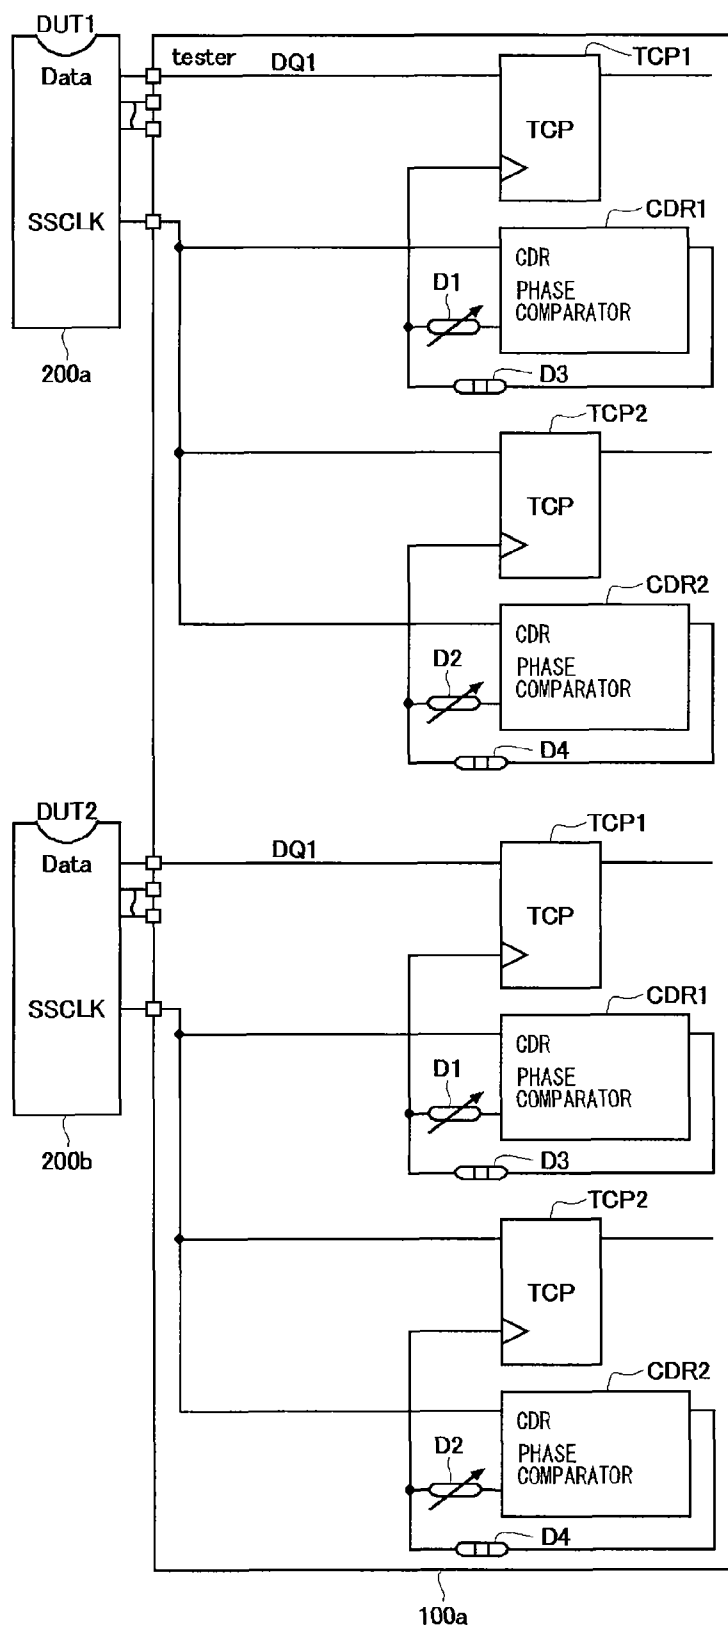 DUT1
Data
SSCLK
200a
tester
DQ1
TCP1
TCP
CDR1
CDR
PHASE
COMPARATOR
D1
D3
TCP2
TCP
CDR2
CDR
PHASE
COMPARATOR
D2
D4
DUT2
Data
SSCLK
200b
DQ1
TCP1
TCP
CDR1
CDR
PHASE
COMPARATOR
D1
D3
TCP2
TCP
CDR2
CDR
PHASE
COMPARATOR
D2
D4
100a